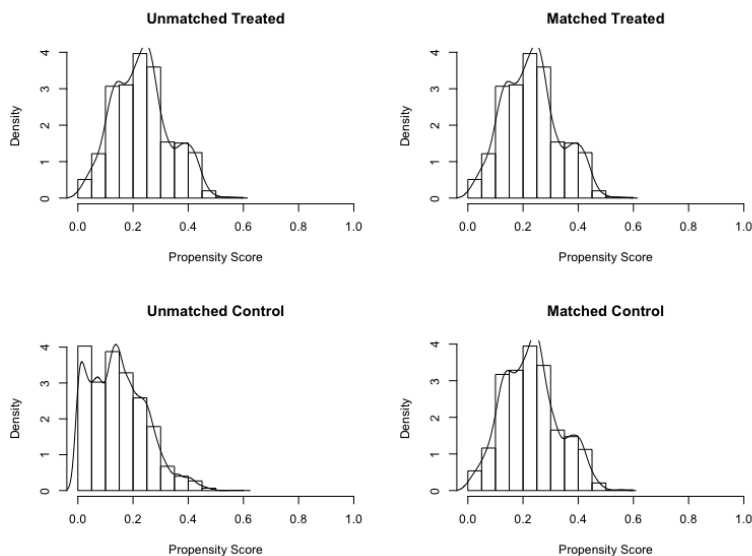 Unmatched Treated
Density
0 1 2 3 4
0.0 0.2 0.4 0.6 0.8 1.0
Propensity Score
Matched Treated
Density
0 1 2 3 4
0.0 0.2 0.4 0.6 0.8 1.0
Propensity Score
Unmatched Control
Density
0 1 2 3 4
0.0 0.2 0.4 0.6 0.8 1.0
Propensity Score
Matched Control
Density
0 1 2 3 4
0.0 0.2 0.4 0.6 0.8 1.0
Propensity Score